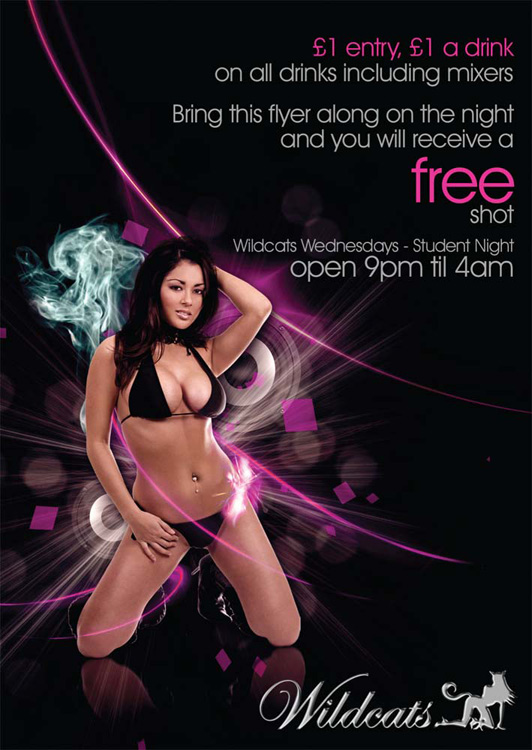 £1 entry, £1 a drink
on all drinks including mixers
Bring this flyer along on the night
and you will receive a
free
shot
Wildcats Wednesdays - Student Night
open 9pm til 4am
Wildcats